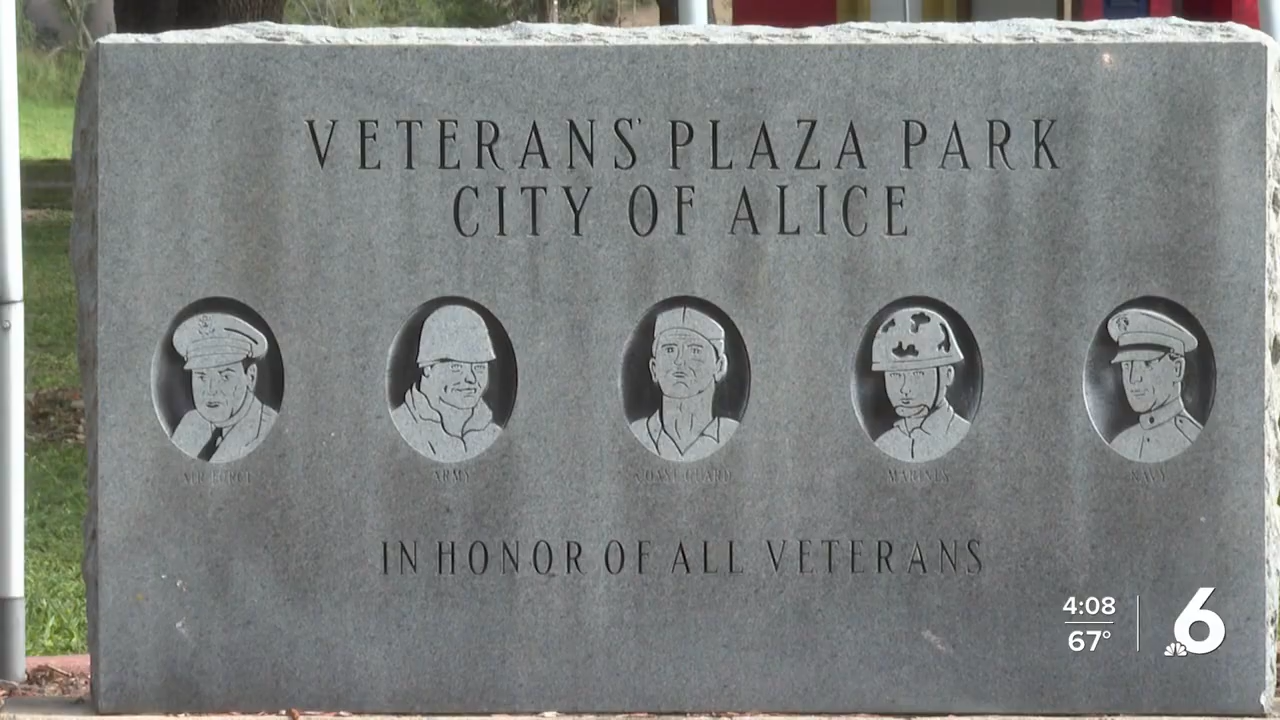 VETERANS' PLAZA PARK
CITY OF ALICE
AIR FORCE
ARMY
COAST GUARD
MARINES
NAVY
IN HONOR OF ALL VETERANS
4:08
67°
6